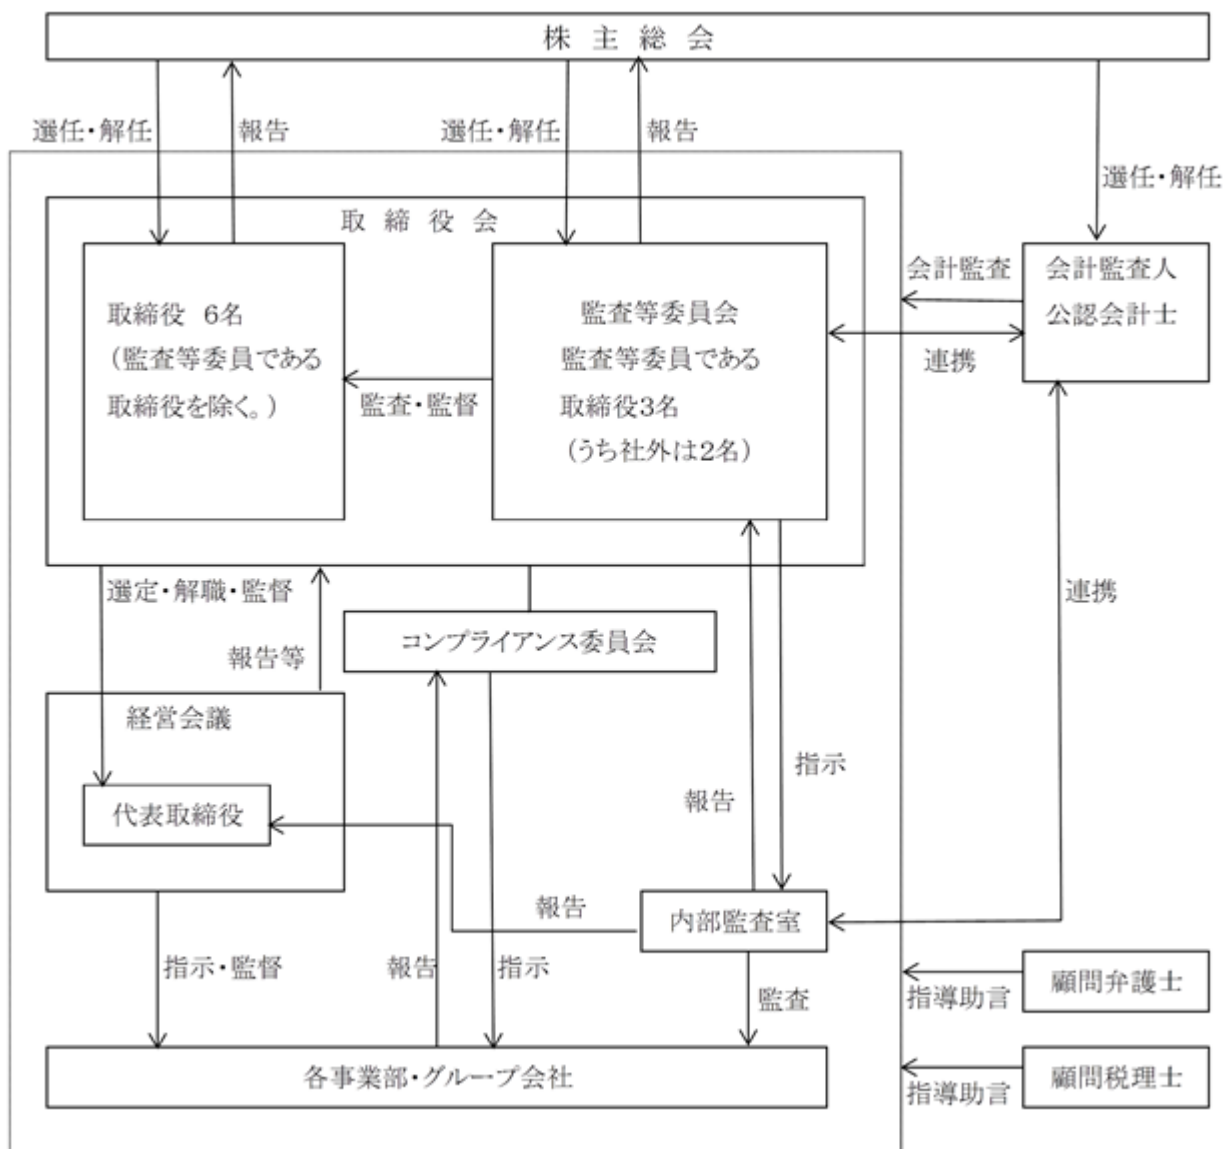 株主総会
選任・解任
報告
選任・解任
報告
選任・解任
取締役会
取締役 6名
（監査等委員である
取締役を除く。）
監査・監督
監査等委員会
監査等委員である
取締役3名
（うち社外は2名）
会計監査
連携
会計監査人
公認会計士
選定・解職・監督
報告等
コンプライアンス委員会
連携
経営会議
代表取締役
報告
指示
報告
内部監査室
指示・監督
報告
指示
監査
指導助言
顧問弁護士
各事業部・グループ会社
指導助言
顧問税理士